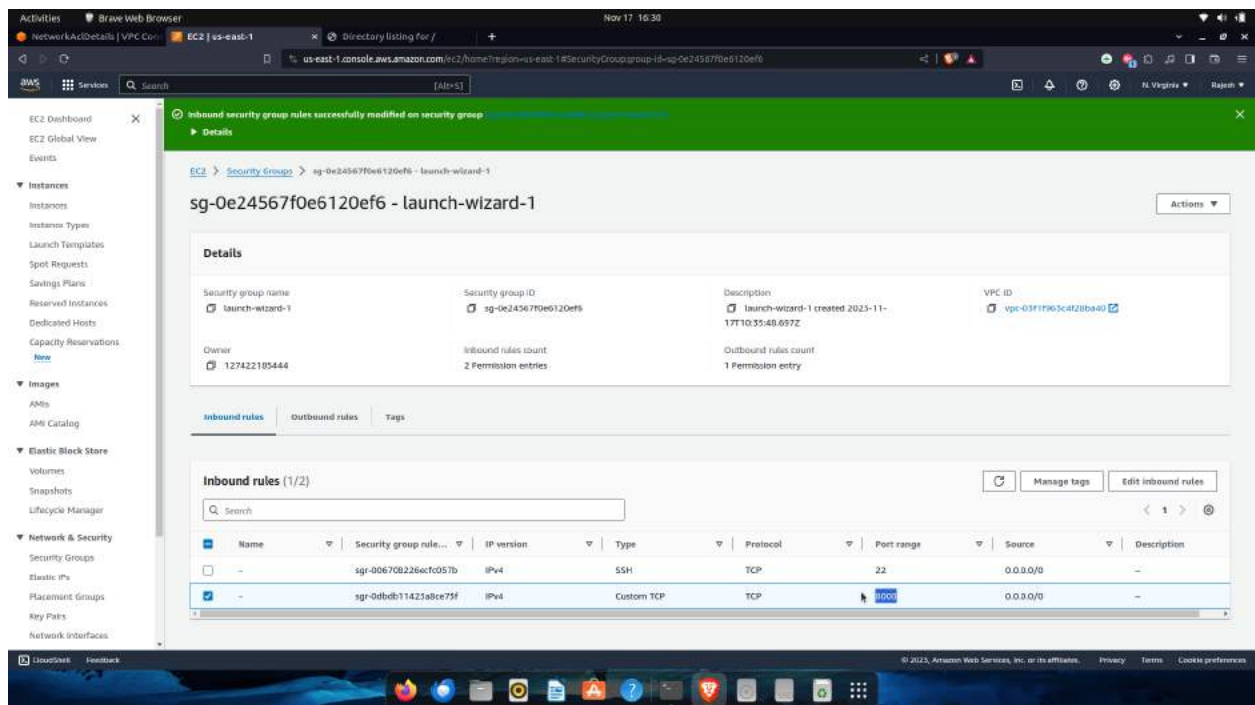 Activities Brave Web Browser Nov 17 16:30
NetworkAclDetails | VPC Con EC2 | us-east-1 × Directory listing for / +
us-east-1.console.aws.amazon.com/ec2/home?region=us-east-1#SecurityGroup:group-id=sg-0e24567f0e6120ef6
aws Services Search [Alt+S] N. Virginia Rajesh
EC2 Dashboard
EC2 Global View
Events
Instances
Instances
Instance Types
Launch Templates
Spot Requests
Savings Plans
Reserved Instances
Dedicated Hosts
Capacity Reservations
New
Images
AMIs
AMI Catalog
Elastic Block Store
Volumes
Snapshots
Lifecycle Manager
Network & Security
Security Groups
Elastic IPs
Placement Groups
Key Pairs
Network Interfaces
Inbound security group rules successfully modified on security group
Details
EC2 > Security Groups > sg-0e24567f0e6120ef6 - launch-wizard-1
sg-0e24567f0e6120ef6 - launch-wizard-1
Actions
Details
Security group name Security group ID Description VPC ID
launch-wizard-1 sg-0e24567f0e6120ef6 launch-wizard-1 created 2023-11-
17T10:35:48.697Z
Owner Inbound rules count Outbound rules count
127422105444 2 Permission entries 1 Permission entry
Inbound rules Outbound rules Tags
Inbound rules (1/2) Manage tags Edit inbound rules
Search
< 1 >
Name Security group rule... IP version Type Protocol Port range Source Description
- sgr-006708226ecfc057b IPv4 SSH TCP 22 0.0.0.0/0 -
- sgr-0dbdb11423a8ce75f IPv4 Custom TCP TCP 8000 0.0.0.0/0 -
CloudShell Feedback © 2023, Amazon Web Services, Inc. or its affiliates. Privacy Terms Cookie preferences